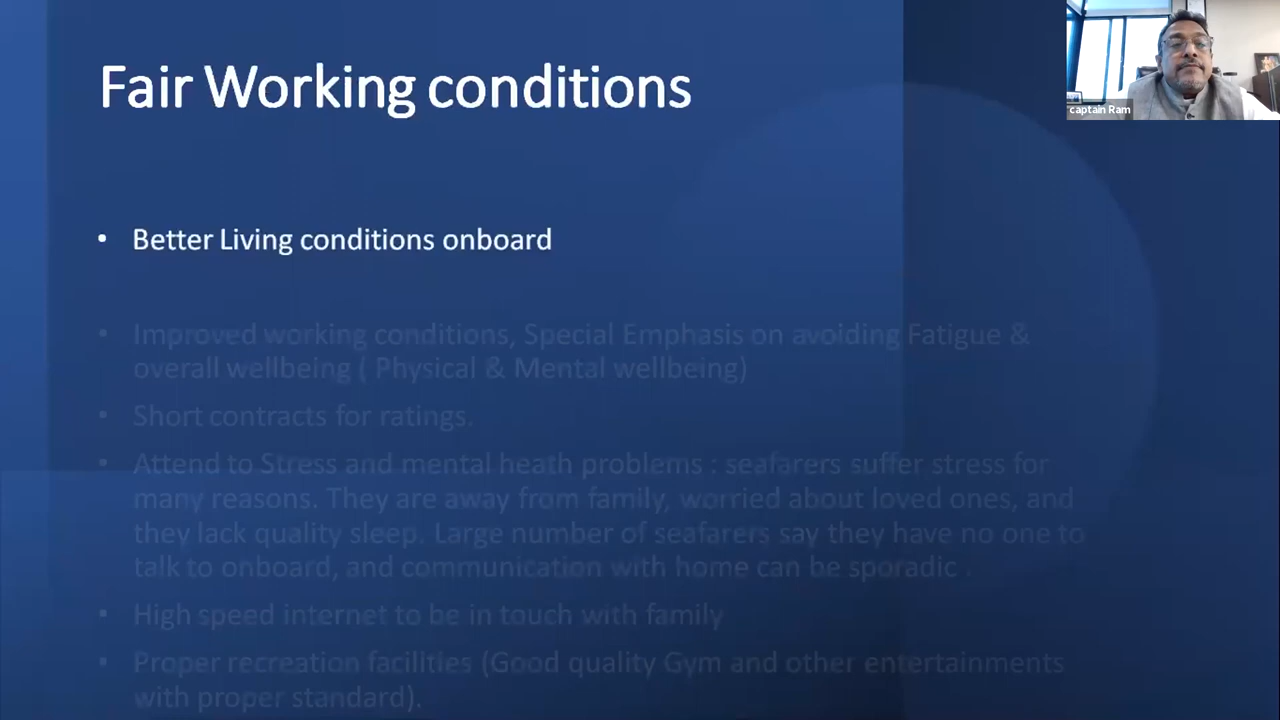 Fair Working conditions
captain Ram
• Better Living conditions onboard
• Improved working conditions, Special Emphasis on avoiding Fatigue &
overall wellbeing ( Physical & Mental wellbeing)
• Short contracts for ratings.
• Attend to Stress and mental heath problems : seafarers suffer stress for
many reasons. They are away from family, worried about loved ones, and
they lack quality sleep. Large number of seafarers say they have no one to
talk to onboard, and communication with home can be sporadic .
• High speed internet to be in touch with family
• Proper recreation facilities (Good quality Gym and other entertainments
with proper standard).